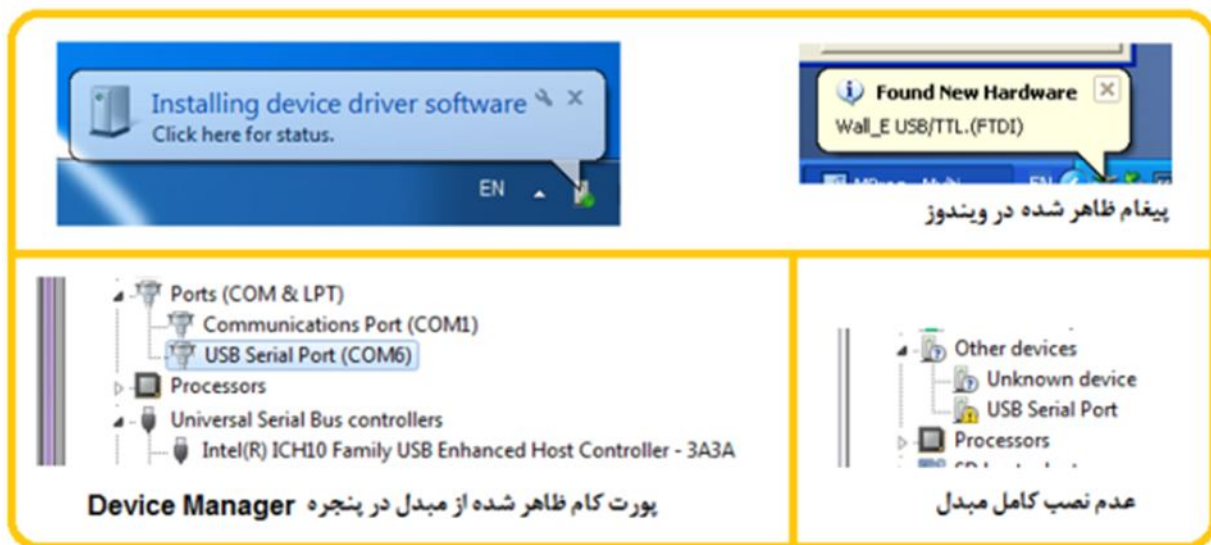 Installing device driver software
Click here for status.
EN
Found New Hardware
Wall_E USB/TTL.(FTDI)
EN
پیغام ظاهر شده در ویندوز
Ports (COM & LPT)
Communications Port (COM1)
USB Serial Port (COM6)
Processors
Universal Serial Bus controllers
Intel(R) ICH10 Family USB Enhanced Host Controller - 3A3A
پورت کام ظاهر شده از مبدل در پنجره Device Manager
Other devices
Unknown device
USB Serial Port
Processors
عدم نصب کامل مبدل